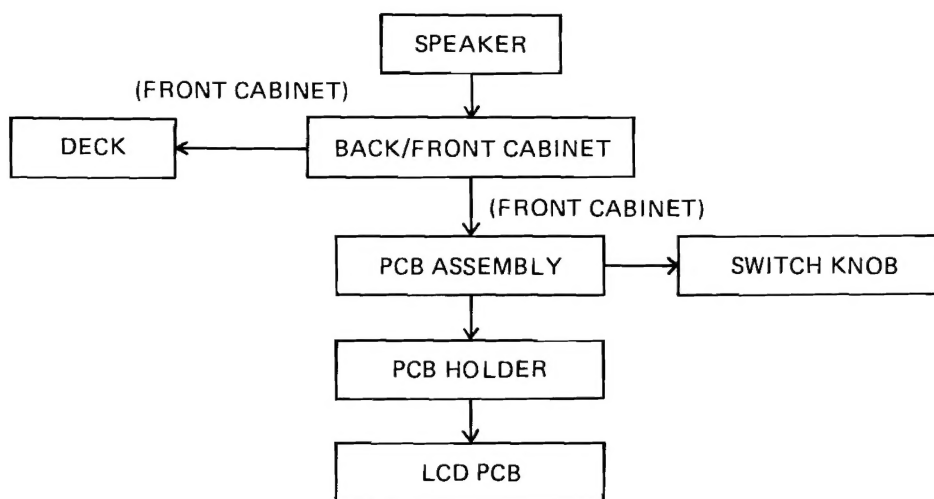 SPEAKER
(FRONT CABINET)
DECK
BACK/FRONT CABINET
(FRONT CABINET)
PCB ASSEMBLY
SWITCH KNOB
PCB HOLDER
LCD PCB